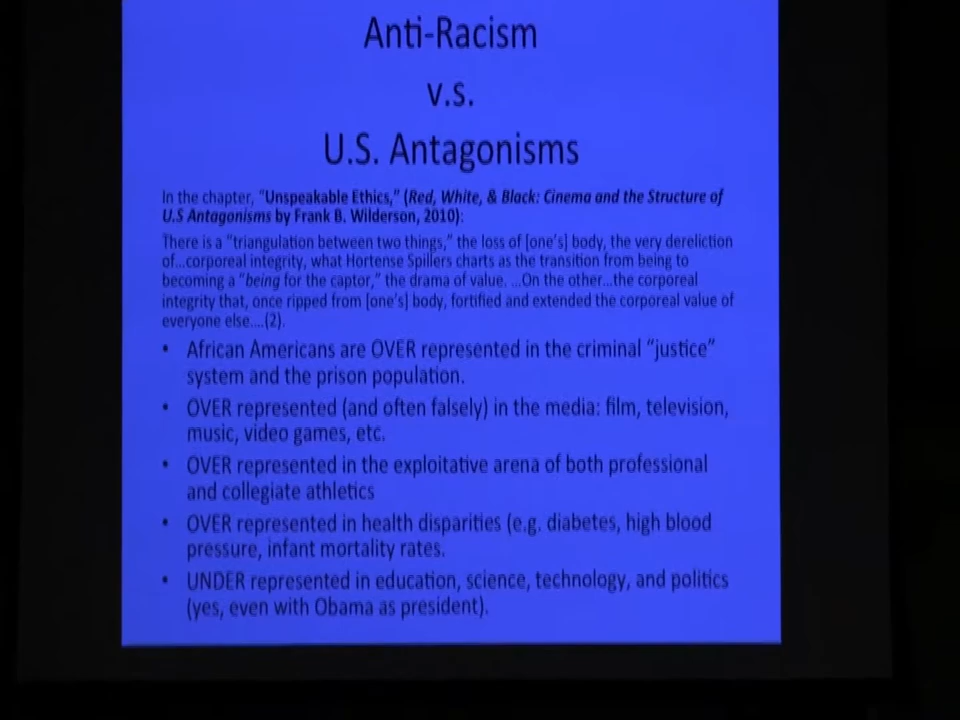 Anti-Racism
v.s.
U.S. Antagonisms
In the chapter, "Unspeakable Ethics," (Red, White, & Black: Cinema and the Structure of
U.S Antagonisms by Frank B. Wilderson, 2010):
There is a "triangulation between two things," the loss of [one's] body, the very dereliction
of...corporeal integrity, what Hortense Spillers charts as the transition from being to
becoming a "being for the captor," the drama of value. ...On the other...the corporeal
integrity that, once ripped from [one's] body, fortified and extended the corporeal value of
everyone else....(2).
• African Americans are OVER represented in the criminal "justice"
system and the prison population.
• OVER represented (and often falsely) in the media: film, television,
music, video games, etc.
• OVER represented in the exploitative arena of both professional
and collegiate athletics
• OVER represented in health disparities (e.g. diabetes, high blood
pressure, infant mortality rates.
• UNDER represented in education, science, technology, and politics
(yes, even with Obama as president).